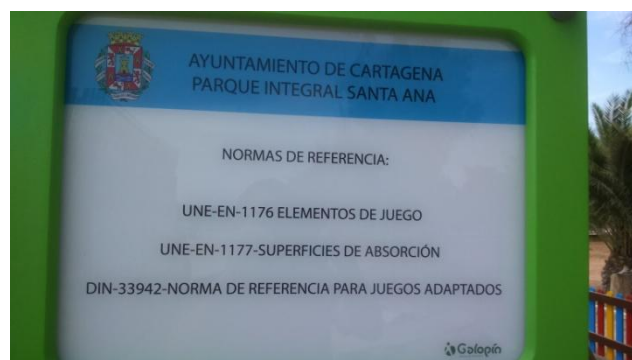 AYUNTAMIENTO DE CARTAGENA
PARQUE INTEGRAL SANTA ANA
NORMAS DE REFERENCIA:
UNE-EN-1176 ELEMENTOS DE JUEGO
UNE-EN-1177-SUPERFICIES DE ABSORCIÓN
DIN-33942-NORMA DE REFERENCIA PARA JUEGOS ADAPTADOS
Galopín